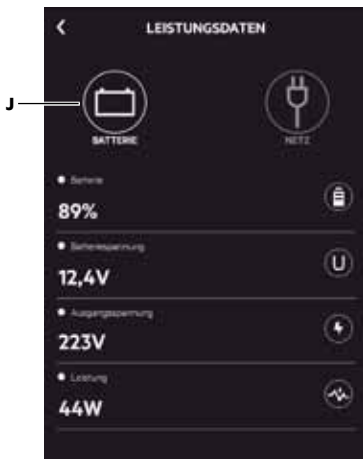 LEISTUNGSDATEN
J
BATTERIE
NETZ
Batterie
89%
Batteriespannung
U
12,4V
Ausgangsspannung
223V
Leistung
44W